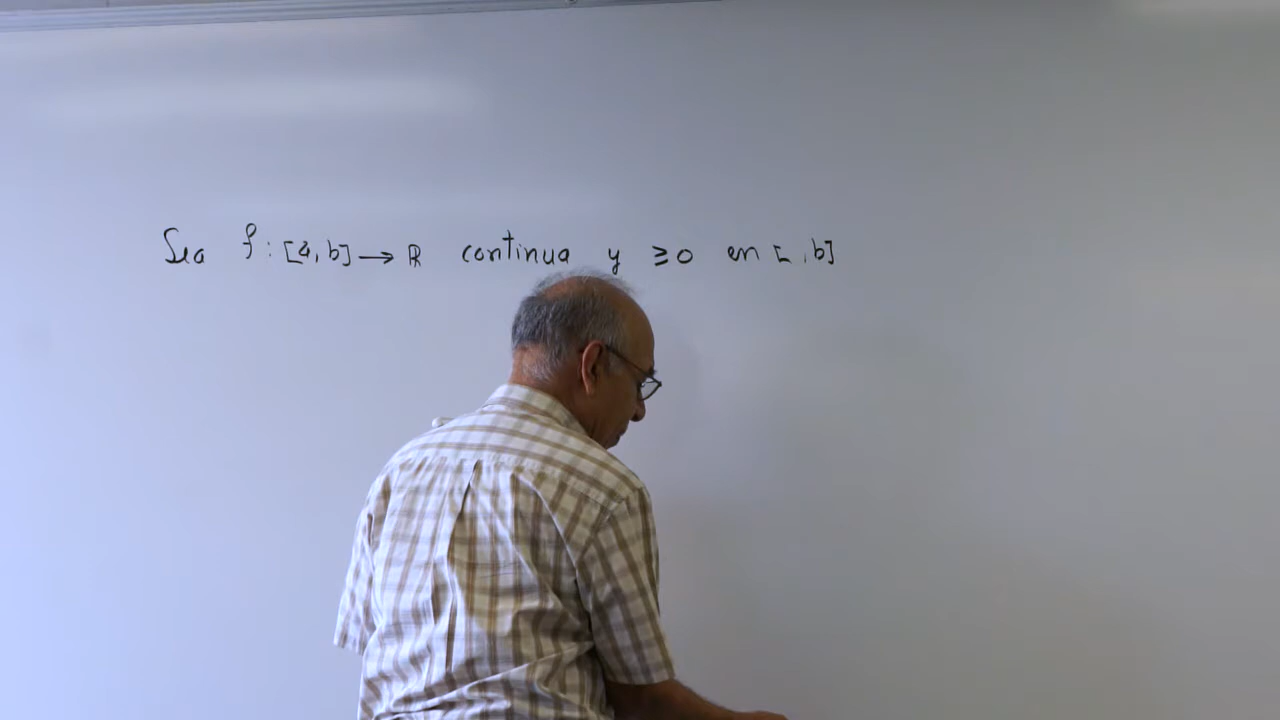 Sea f: [a, b] → ℝ continua y ≥0 en [ , b]